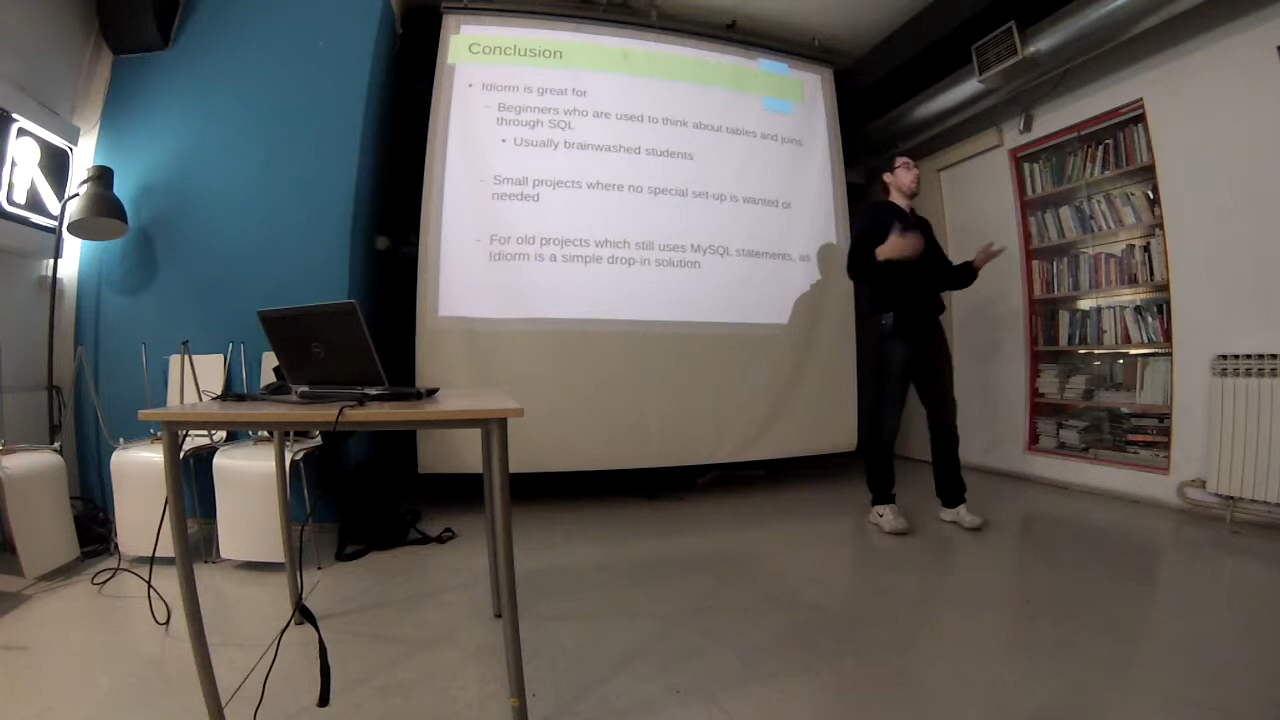 Conclusion
• Idiorm is great for
– Beginners who are used to think about tables and joins
through SQL
• Usually brainwashed students
– Small projects where no special set-up is wanted or
needed
– For old projects which still uses MySQL statements, as
Idiorm is a simple drop-in solution